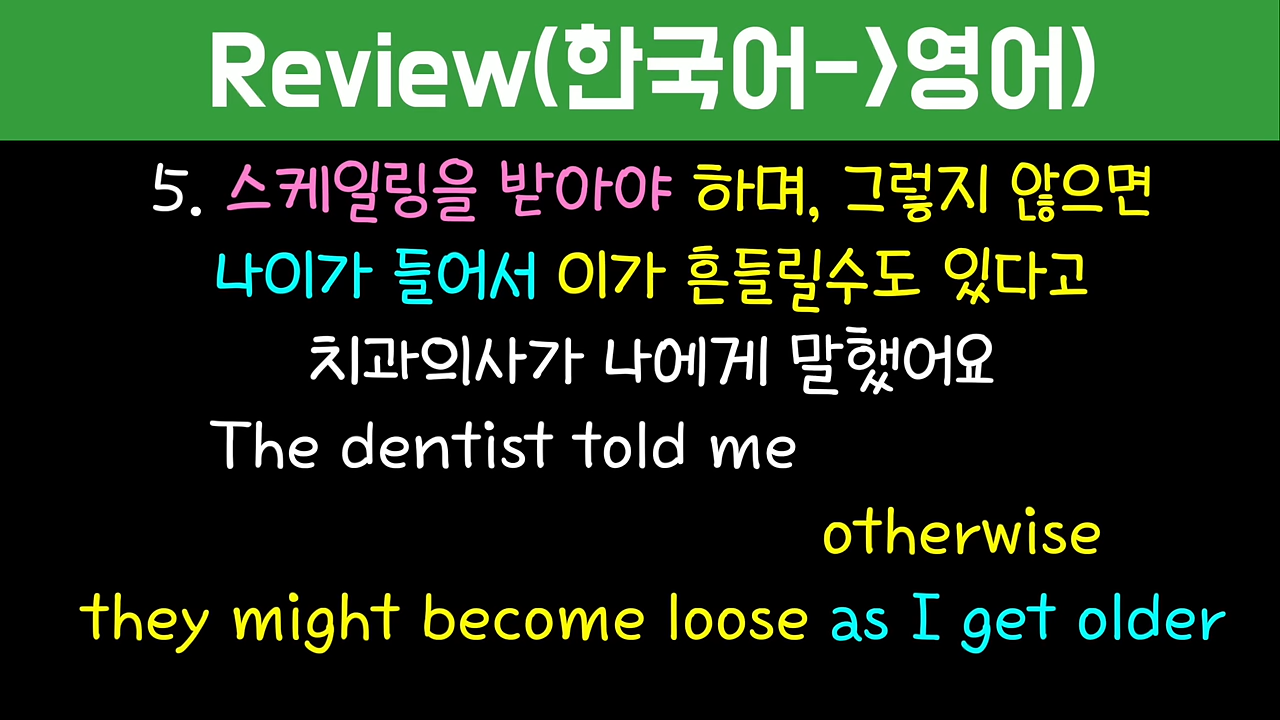 Review(한국어->영어)
5. 스케일링을 받아야 하며, 그렇지 않으면
나이가 들어서 이가 흔들릴수도 있다고
치과의사가 나에게 말했어요
The dentist told me
otherwise
they might become loose as I get older